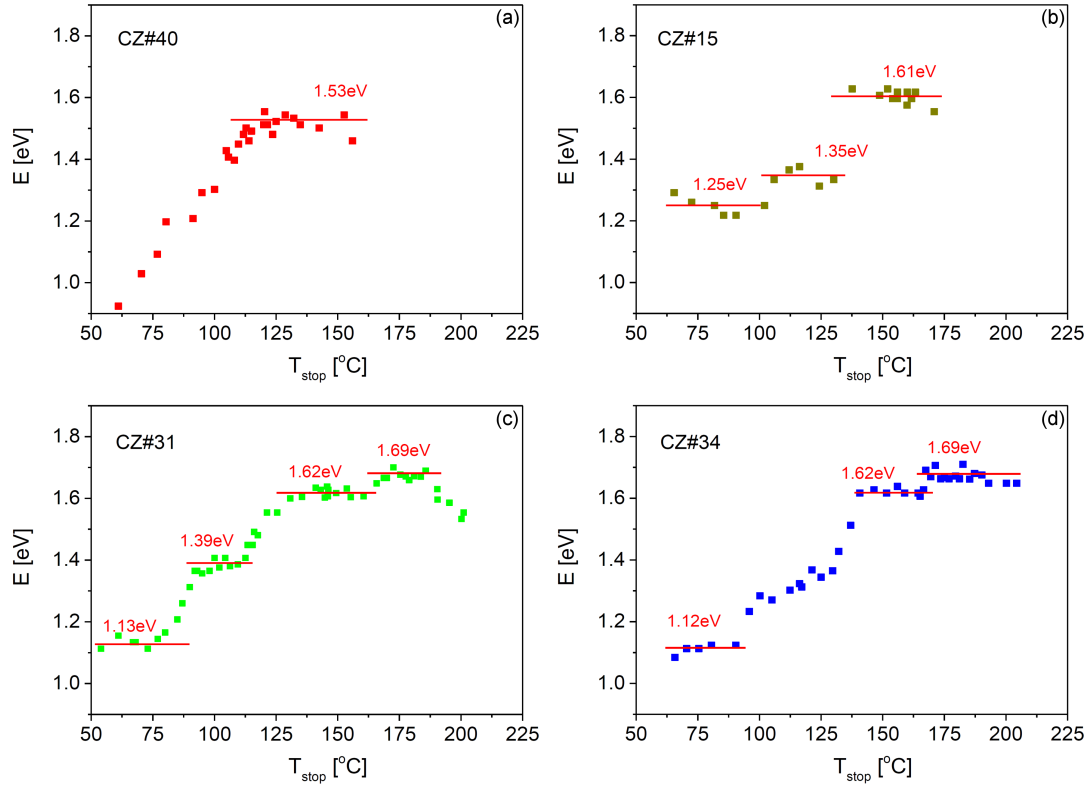 (a)
CZ#40
1.53eV
E [eV]
1.8
1.6
1.4
1.2
1.0
50 75 100 125 150 175 200 225
T_stop [°C]
(b)
CZ#15
1.61eV
1.35eV
1.25eV
E [eV]
1.8
1.6
1.4
1.2
1.0
50 75 100 125 150 175 200 225
T_stop [°C]
(c)
CZ#31
1.69eV
1.62eV
1.39eV
1.13eV
E [eV]
1.8
1.6
1.4
1.2
1.0
50 75 100 125 150 175 200 225
T_stop [°C]
(d)
CZ#34
1.69eV
1.62eV
1.12eV
E [eV]
1.8
1.6
1.4
1.2
1.0
50 75 100 125 150 175 200 225
T_stop [°C]